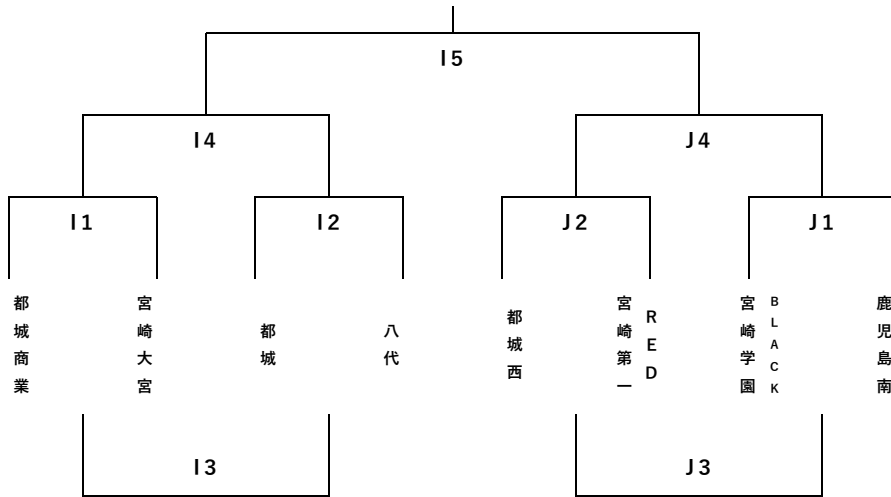 I5
I4
J4
I1
I2
J2
J1
都城商業
宮崎大宮
都城
八代
都城西
宮崎第一
RED
宮崎学園
BLACK
鹿児島南
I3
J3